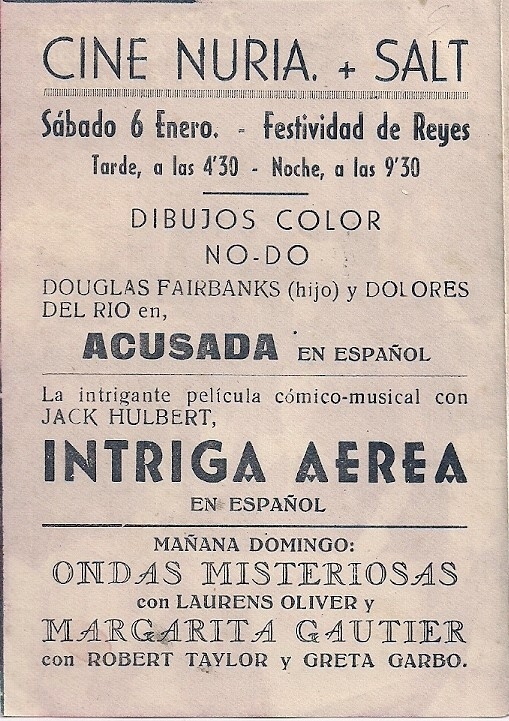 CINE NURIA. + SALT
Sábado 6 Enero. - Festividad de Reyes
Tarde, a las 4'30 - Noche, a las 9'30
DIBUJOS COLOR
NO-DO
DOUGLAS FAIRBANKS (hijo) y DOLORES
DEL RIO en,
ACUSADA EN ESPAÑOL
La intrigante película cómico-musical con
JACK HULBERT,
INTRIGA AEREA
EN ESPAÑOL
MAÑANA DOMINGO:
ONDAS MISTERIOSAS
con LAURENS OLIVER y
MARGARITA GAUTIER
con ROBERT TAYLOR y GRETA GARBO.